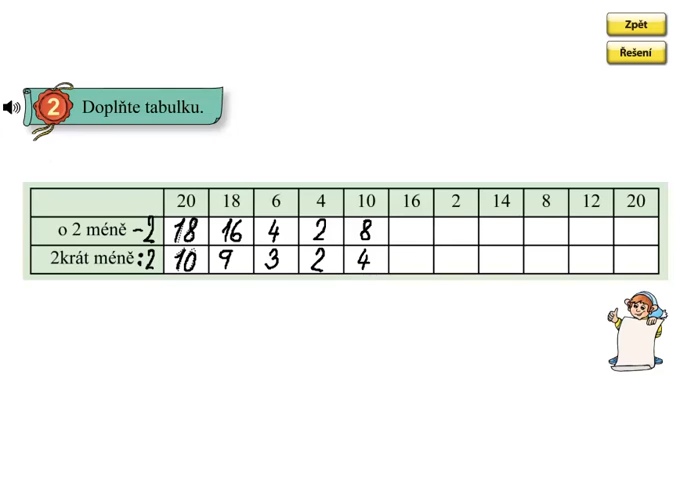 Zpět
Řešení
2 Doplňte tabulku.
20 18 6 4 10 16 2 14 8 12 20
o 2 méně -2 18 16 4 2 8
2krát méně :2 10 9 3 2 4